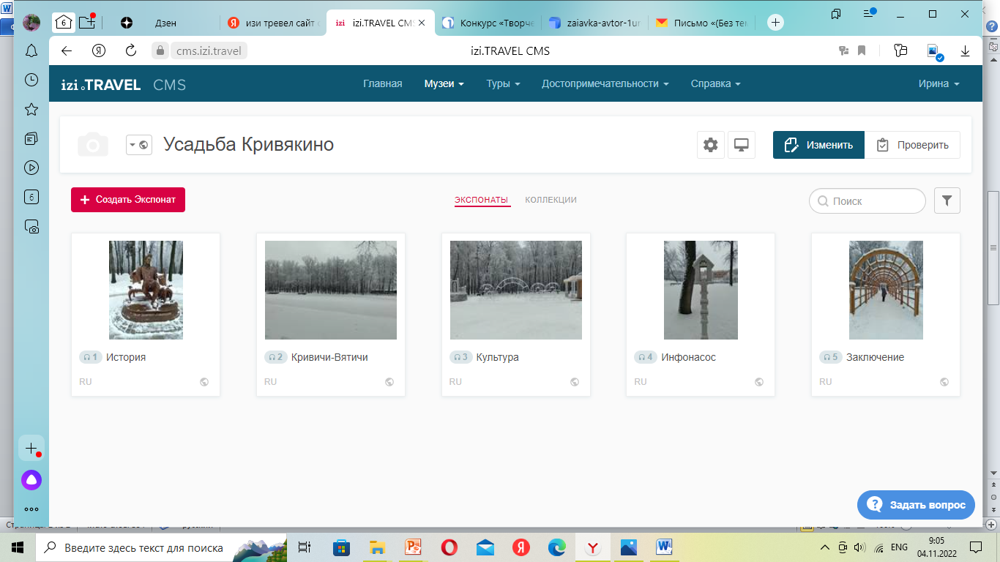 6
Дзен
изи тревел сайт
izi.TRAVEL CMS
Конкурс «Творче
zaiavka-avtor-1ur
Письмо «(Без те
cms.izi.travel
izi.TRAVEL CMS
izi.TRAVEL CMS
Главная
Музеи
Туры
Достопримечательности
Справка
Ирина
Усадьба Кривякино
Изменить
Проверить
6
Создать Экспонат
ЭКСПОНАТЫ
КОЛЛЕКЦИИ
Поиск
1 История
2 Кривичи-Вятичи
3 Культура
4 Инфонасос
5 Заключение
RU
RU
RU
RU
RU
Задать вопрос
Введите здесь текст для поиска
ENG
9:05
04.11.2022